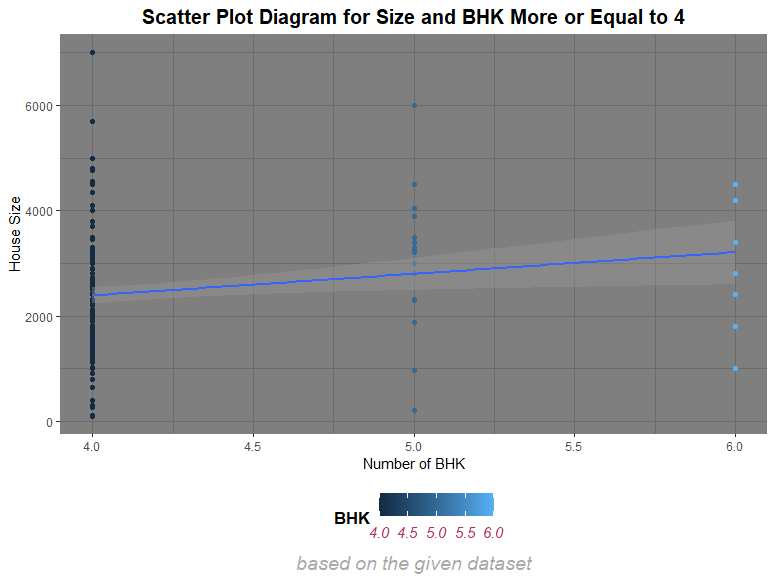 Scatter Plot Diagram for Size and BHK More or Equal to 4
House Size
6000
4000
2000
0
4.0 4.5 5.0 5.5 6.0
Number of BHK
BHK
4.0 4.5 5.0 5.5 6.0
based on the given dataset